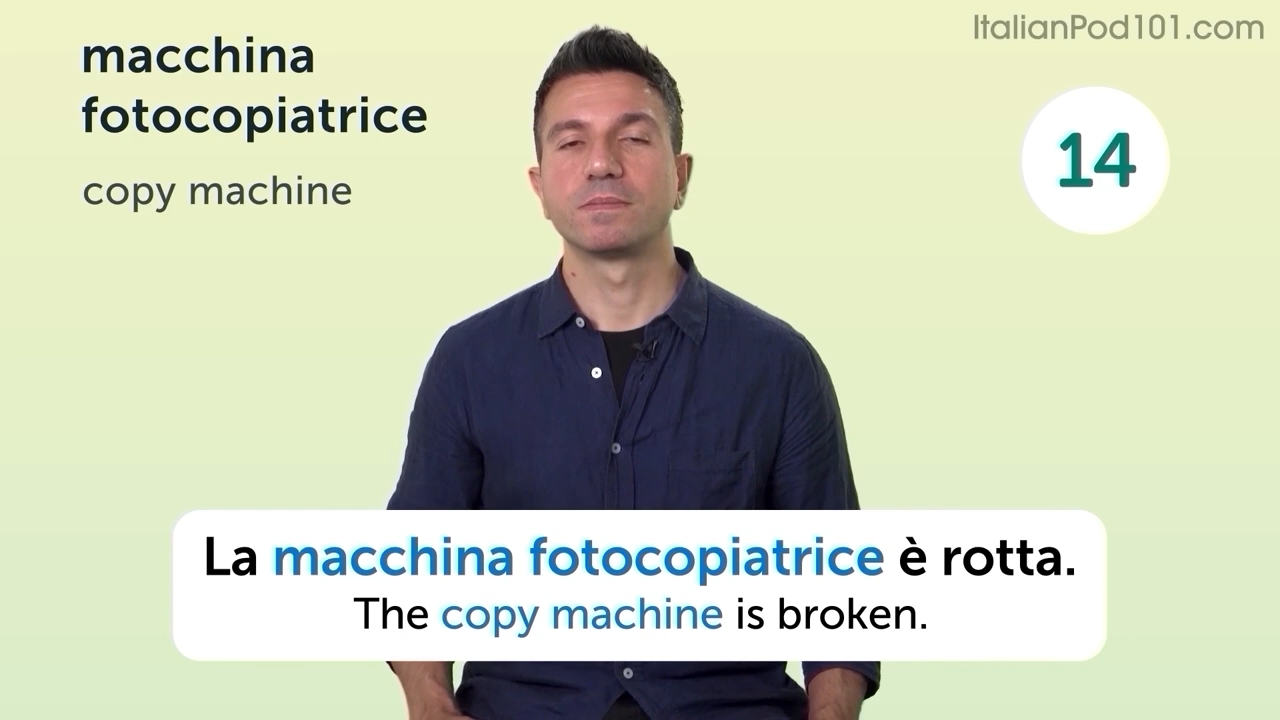 ItalianPod101.com
macchina
fotocopiatrice
copy machine
14
La macchina fotocopiatrice è rotta.
The copy machine is broken.